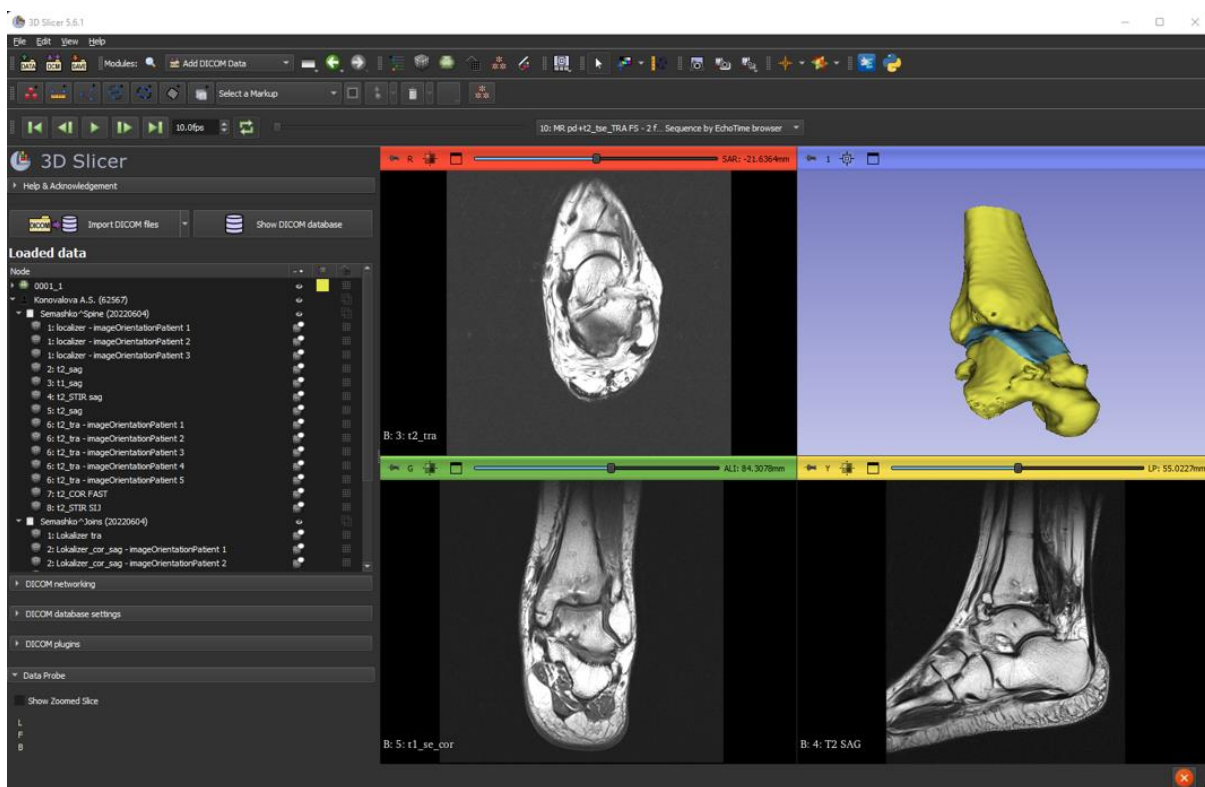 3D Slicer 5.6.1
File Edit View Help
DATA DCM SAVE Modules: Add DICOM Data
Select a Markup
10.0fps 10: MR pd+t2_tse_TRA FS - 2 f... Sequence by EchoTime browser
3D Slicer
Help & Acknowledgement
DICOM Import DICOM files Show DICOM database
Loaded data
Node
0001_1
Konovalova A.S. (62567)
Semashko^Spine (20220604)
1: localizer - imageOrientationPatient 1
1: localizer - imageOrientationPatient 2
1: localizer - imageOrientationPatient 3
2: t2_sag
3: t1_sag
4: t2_STIR sag
5: t2_sag
6: t2_tra - imageOrientationPatient 1
6: t2_tra - imageOrientationPatient 2
6: t2_tra - imageOrientationPatient 3
6: t2_tra - imageOrientationPatient 4
6: t2_tra - imageOrientationPatient 5
7: t2_COR FAST
8: t2_STIR SIJ
Semashko^Joins (20220604)
1: Lokalizer tra
2: Lokalizer_cor_sag - imageOrientationPatient 1
2: Lokalizer_cor_sag - imageOrientationPatient 2
DICOM networking
DICOM database settings
DICOM plugins
Data Probe
Show Zoomed Slice
L
F
B
R SAR: -21.6364mm
B: 3: t2_tra
1
G ALI: 84.3078mm
B: 5: t1_se_cor
Y LP: 55.0227mm
B: 4: T2 SAG